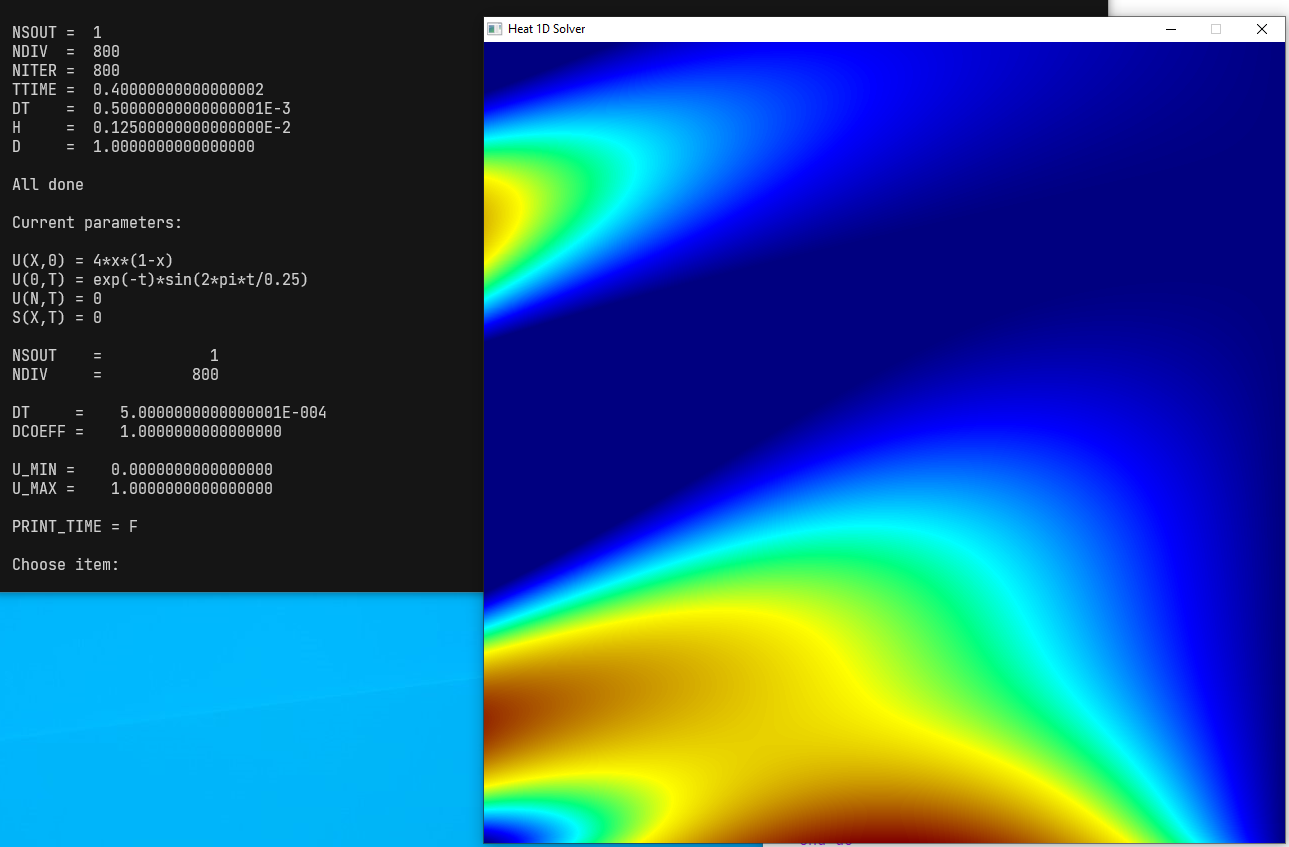 NSOUT = 1
NDIV = 800
NITER = 800
TTIME = 0.40000000000000002
DT = 0.50000000000000001E-3
H = 0.12500000000000000E-2
D = 1.0000000000000000
All done
Current parameters:
U(X,0) = 4*x*(1-x)
U(0,T) = exp(-t)*sin(2*pi*t/0.25)
U(N,T) = 0
S(X,T) = 0
NSOUT = 1
NDIV = 800
DT = 5.0000000000000001E-004
DCOEFF = 1.0000000000000000
U_MIN = 0.0000000000000000
U_MAX = 1.0000000000000000
PRINT_TIME = F
Choose item:
Heat 1D Solver